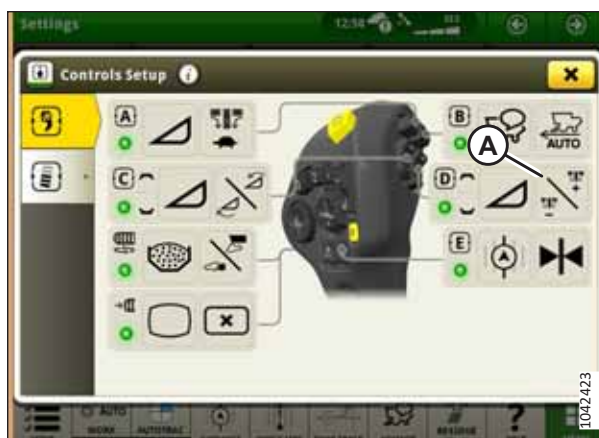 Settings
12:58
Controls Setup i
A
B
AUTO
A
C
D
E
1042423
AUTO
WORK
AUTOTRAC
RESIDUE
?